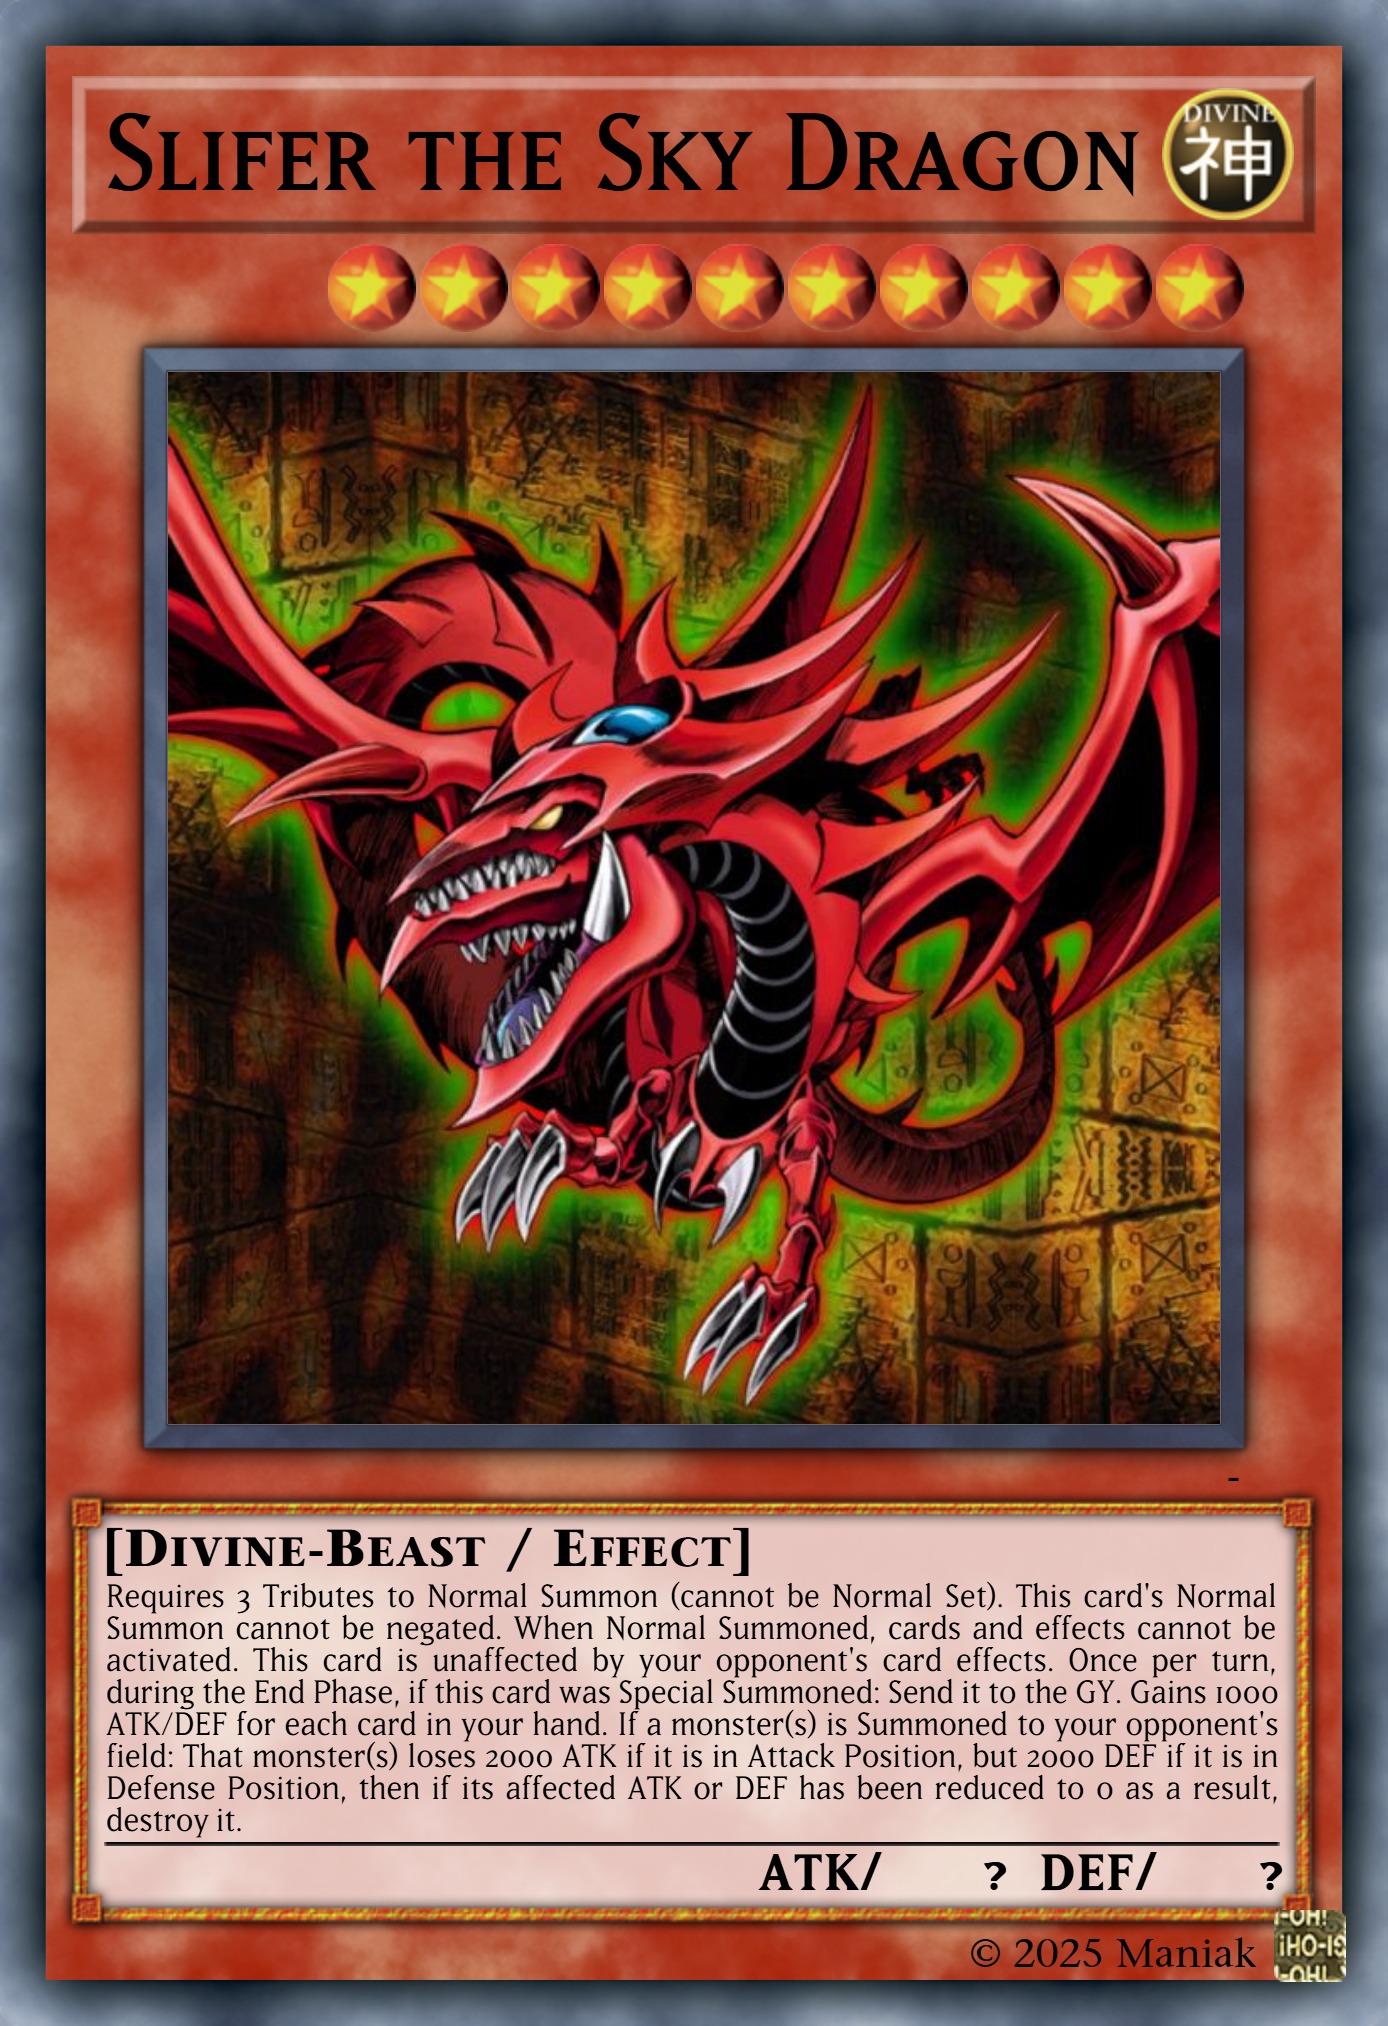 Slifer the Sky Dragon
DIVINE
神
-
[Divine-Beast / Effect]
Requires 3 Tributes to Normal Summon (cannot be Normal Set). This card's Normal
Summon cannot be negated. When Normal Summoned, cards and effects cannot be
activated. This card is unaffected by your opponent's card effects. Once per turn,
during the End Phase, if this card was Special Summoned: Send it to the GY. Gains 1000
ATK/DEF for each card in your hand. If a monster(s) is Summoned to your opponent's
field: That monster(s) loses 2000 ATK if it is in Attack Position, but 2000 DEF if it is in
Defense Position, then if its affected ATK or DEF has been reduced to 0 as a result,
destroy it.
ATK/ ? DEF/ ?
© 2025 Maniak